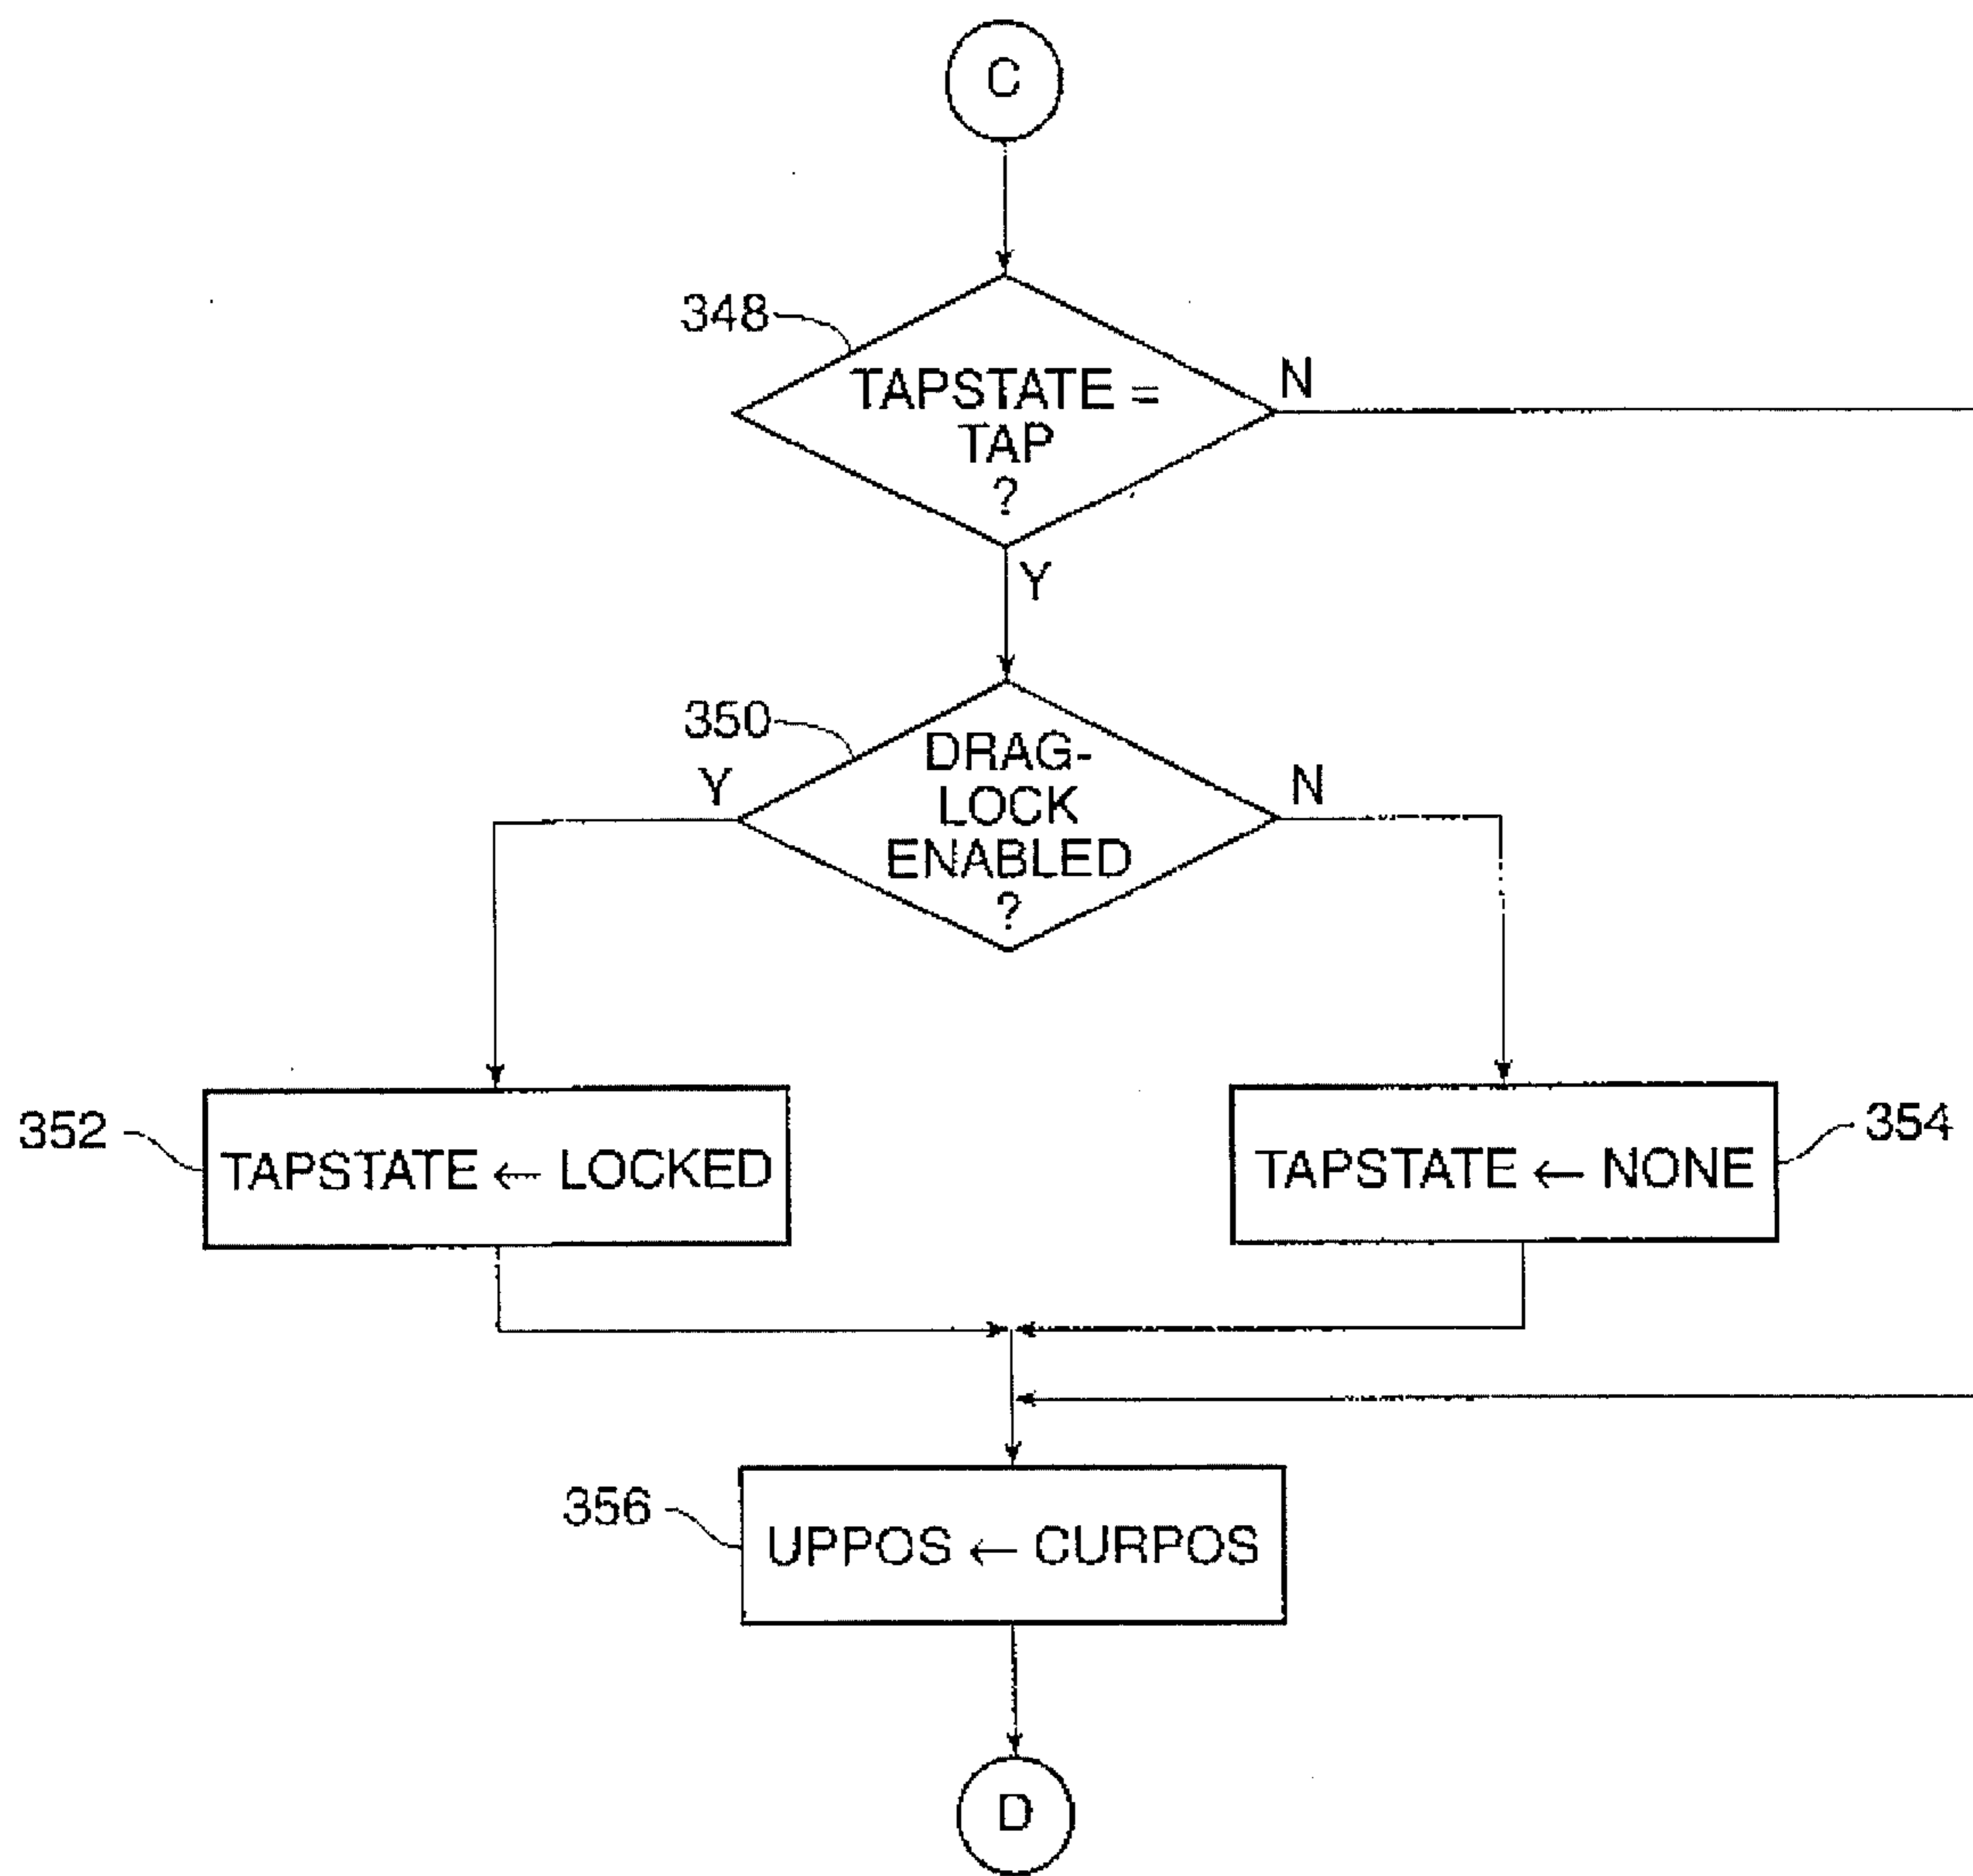 C
348
TAPSTATE =
TAP
?
N
Y
350
Y
DRAG-
LOCK
ENABLED
?
N
352
TAPSTATE ← LOCKED
TAPSTATE ← NONE
354
356
UPPOS ← CURPOS
D